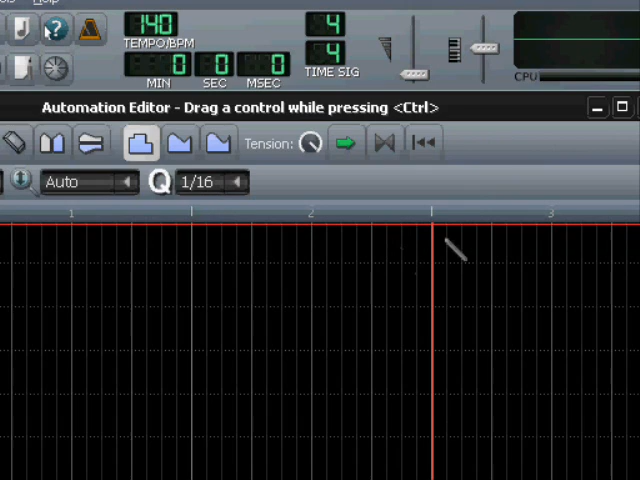 Help
140
TEMPO/BPM
0 0 0
MIN SEC MSEC
4
4
TIME SIG
CPU
Automation Editor - Drag a control while pressing <Ctrl>
Tension:
Auto
Q 1/16
1 2 3